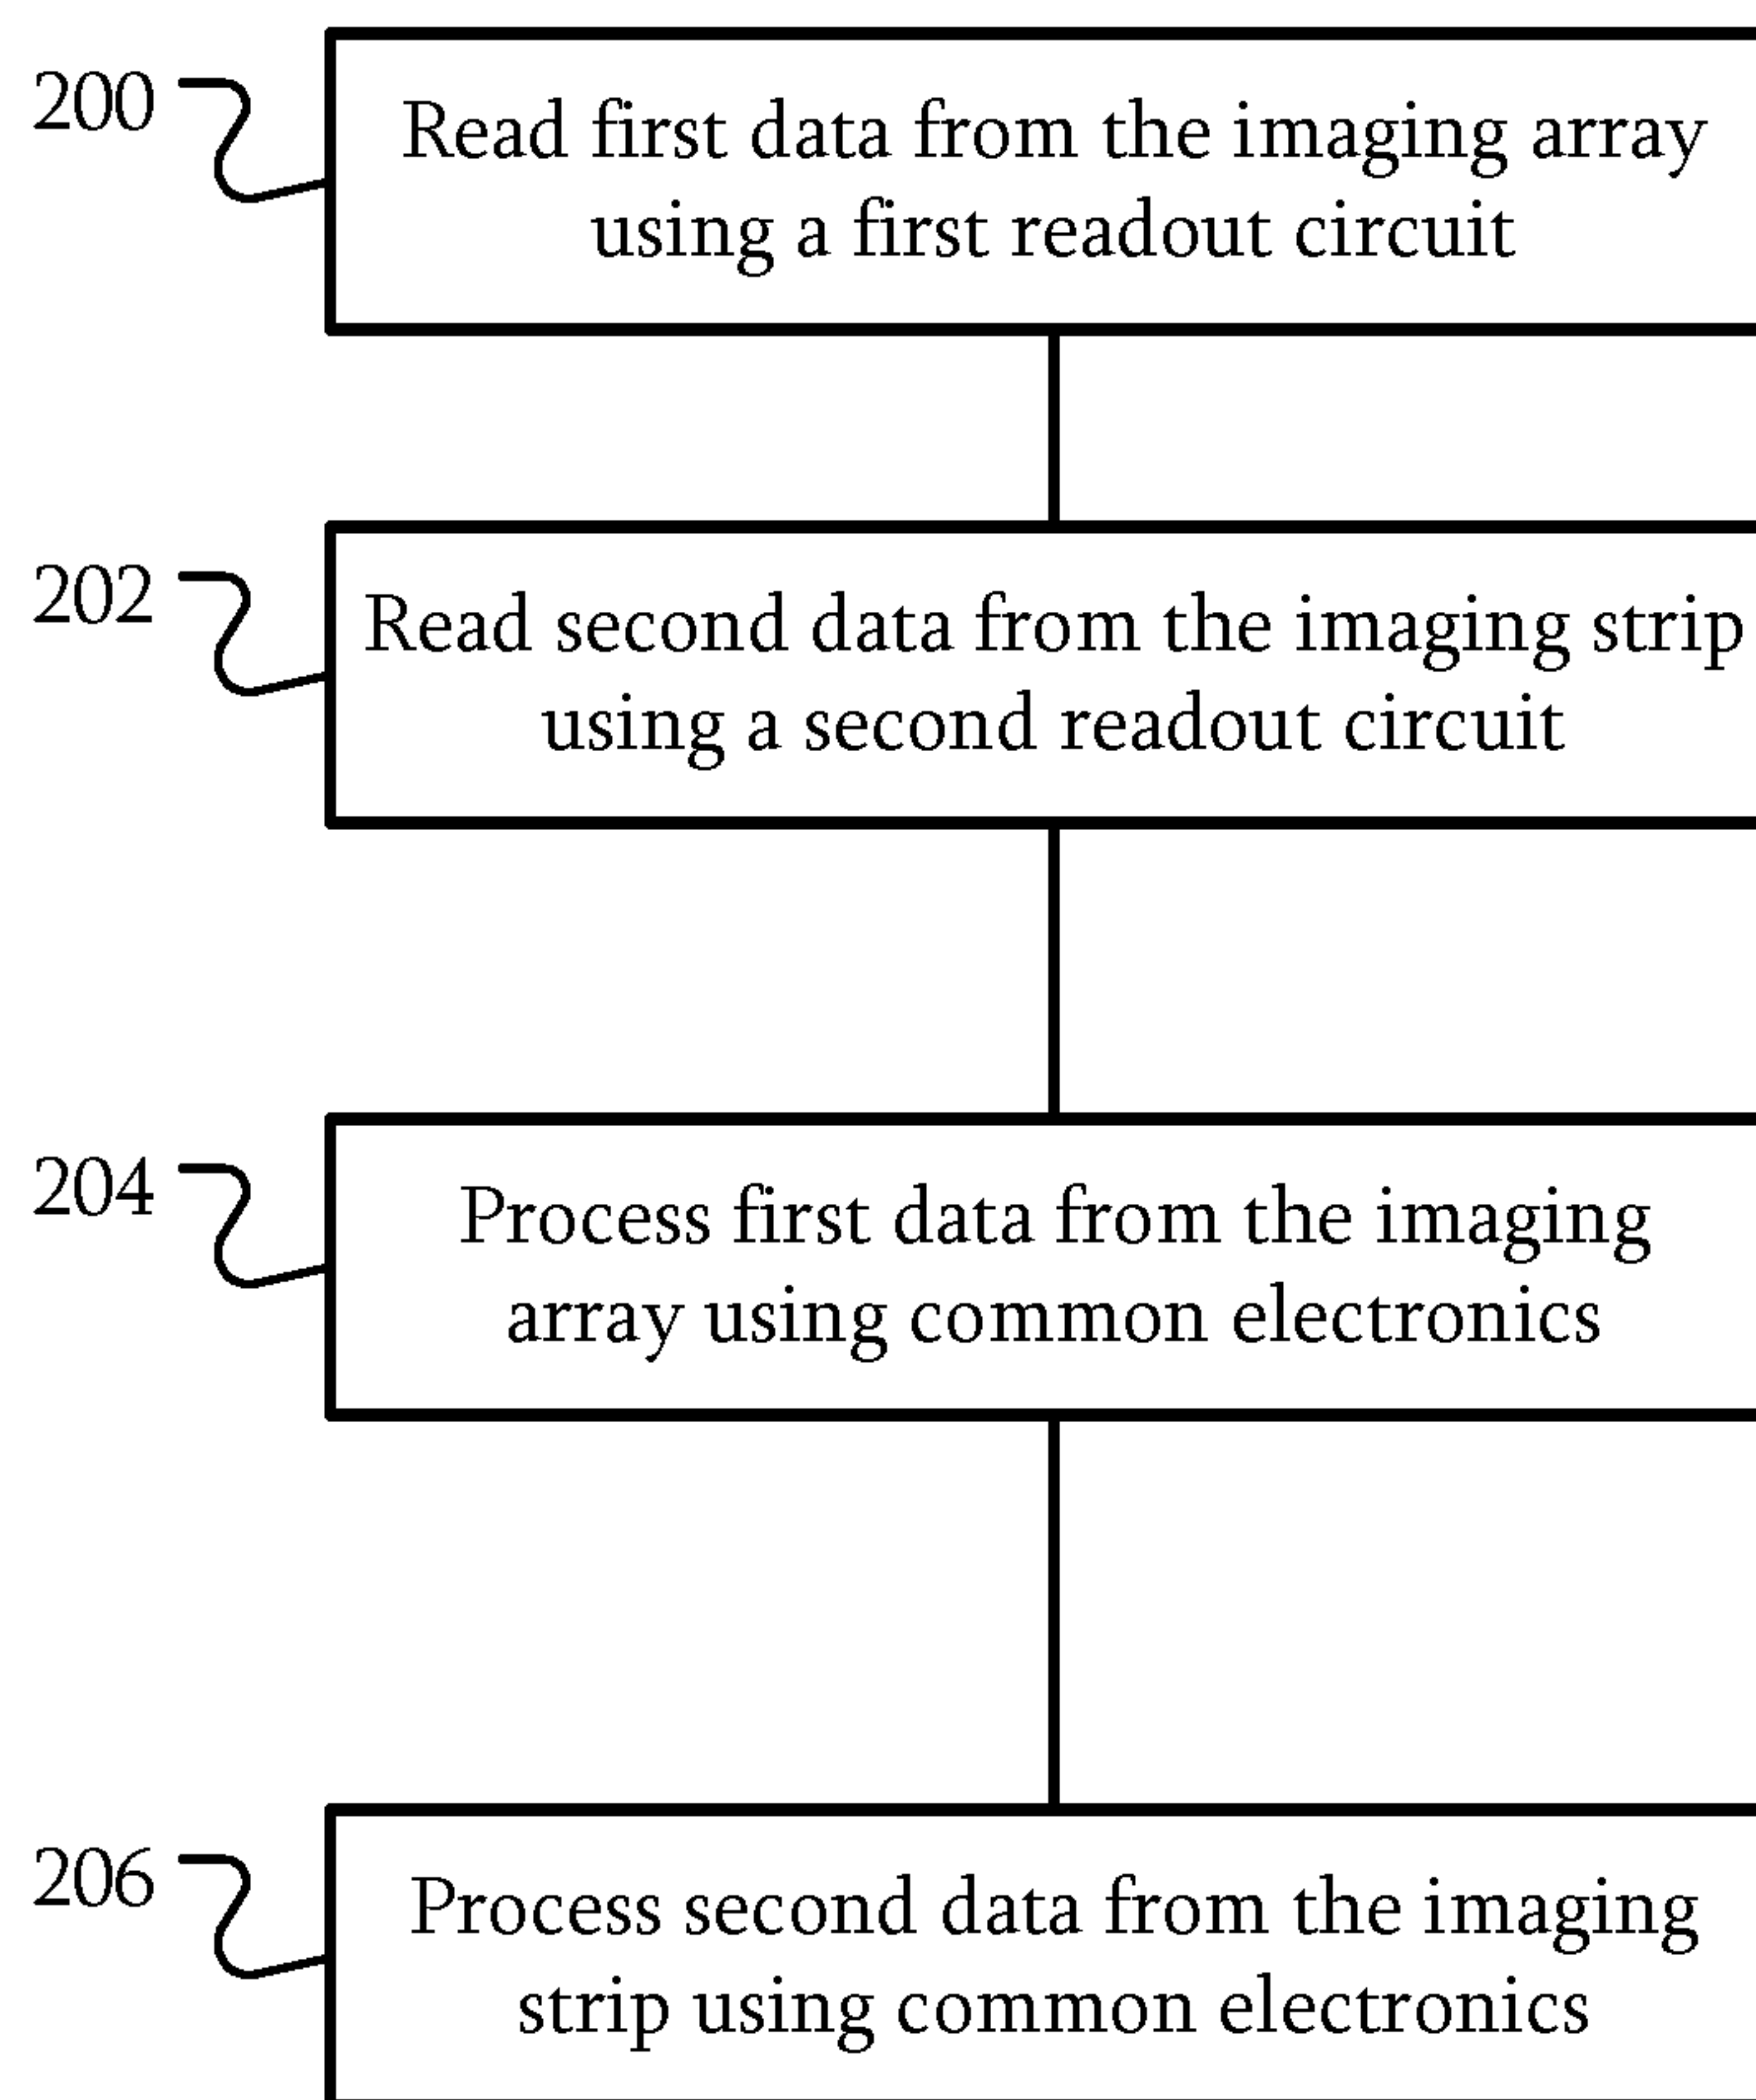 200
Read first data from the imaging array
using a first readout circuit
202
Read second data from the imaging strip
using a second readout circuit
204
Process first data from the imaging
array using common electronics
206
Process second data from the imaging
strip using common electronics